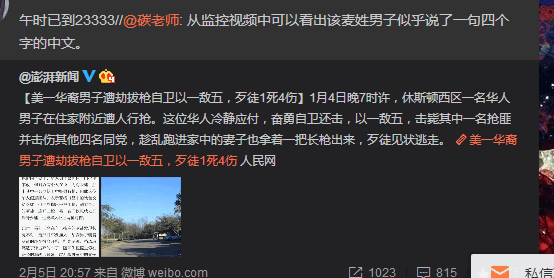 午时已到23333//@碳老师: 从监控视频中可以看出该麦姓男子似乎说了一句四个
字的中文。
@澎湃新闻
【美一华裔男子遭劫拔枪自卫以一敌五，歹徒1死4伤】1月4日晚7时许，休斯顿西区一名华人
男子在住家附近遭人行抢。这位华人冷静应付，奋勇自卫还击，以一敌五，击毙其中一名抢匪
并击伤其他四名同党，趁乱跑进家中的妻子也拿着一把长枪出来，歹徒见状逃走。 美一华裔
男子遭劫拔枪自卫以一敌五，歹徒1死4伤 人民网
2月5日 20:57 来自 微博 weibo.com
1023
815
私信